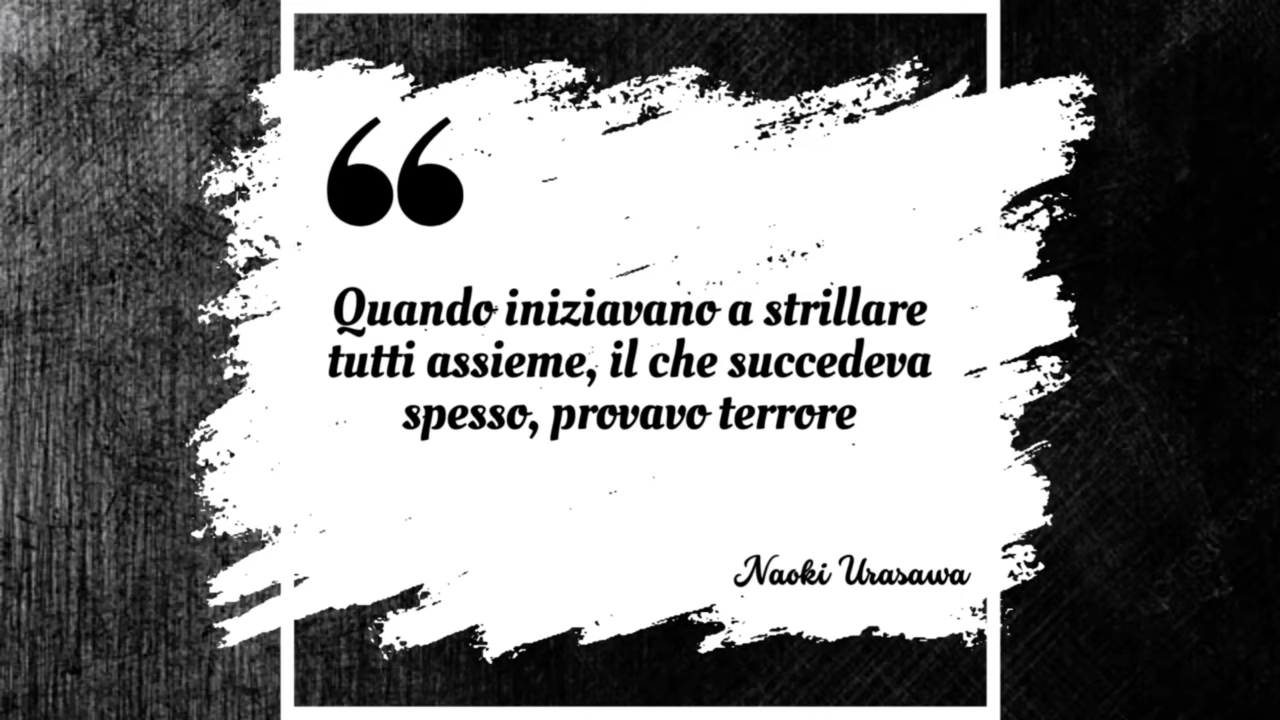 “
Quando iniziavano a strillare
tutti assieme, il che succedeva
spesso, provavo terrore
Naoki Urasawa